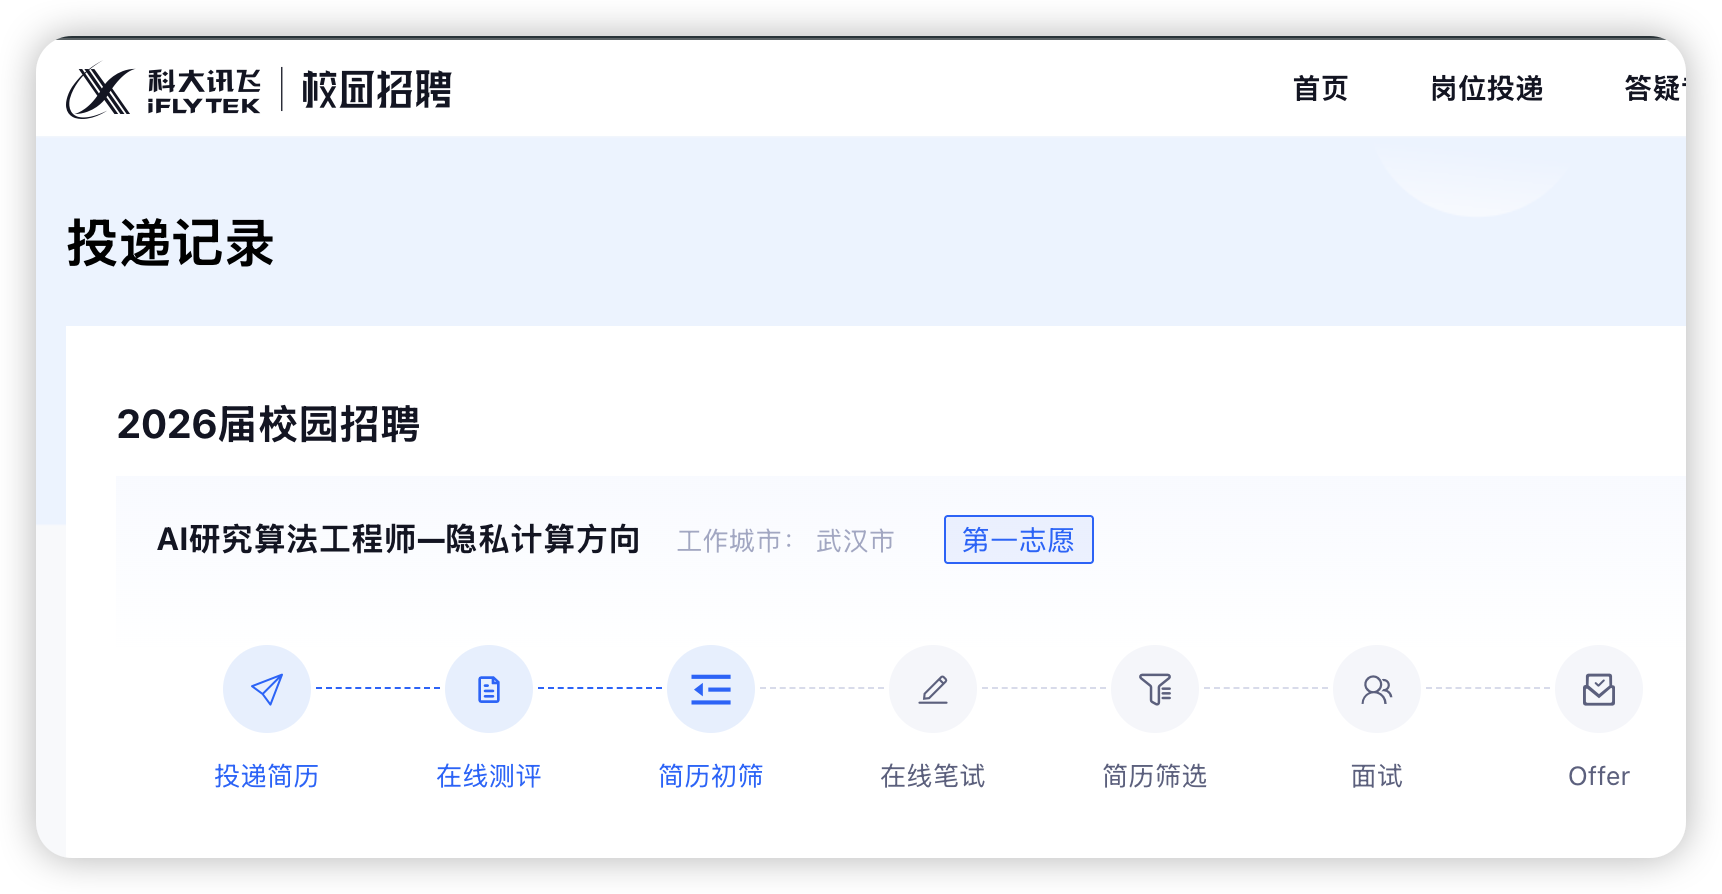 科大讯飞
iFLYTEK
校园招聘
首页 岗位投递 答疑
投递记录
2026届校园招聘
AI研究算法工程师—隐私计算方向 工作城市： 武汉市 第一志愿
投递简历 在线测评 简历初筛 在线笔试 简历筛选 面试 Offer